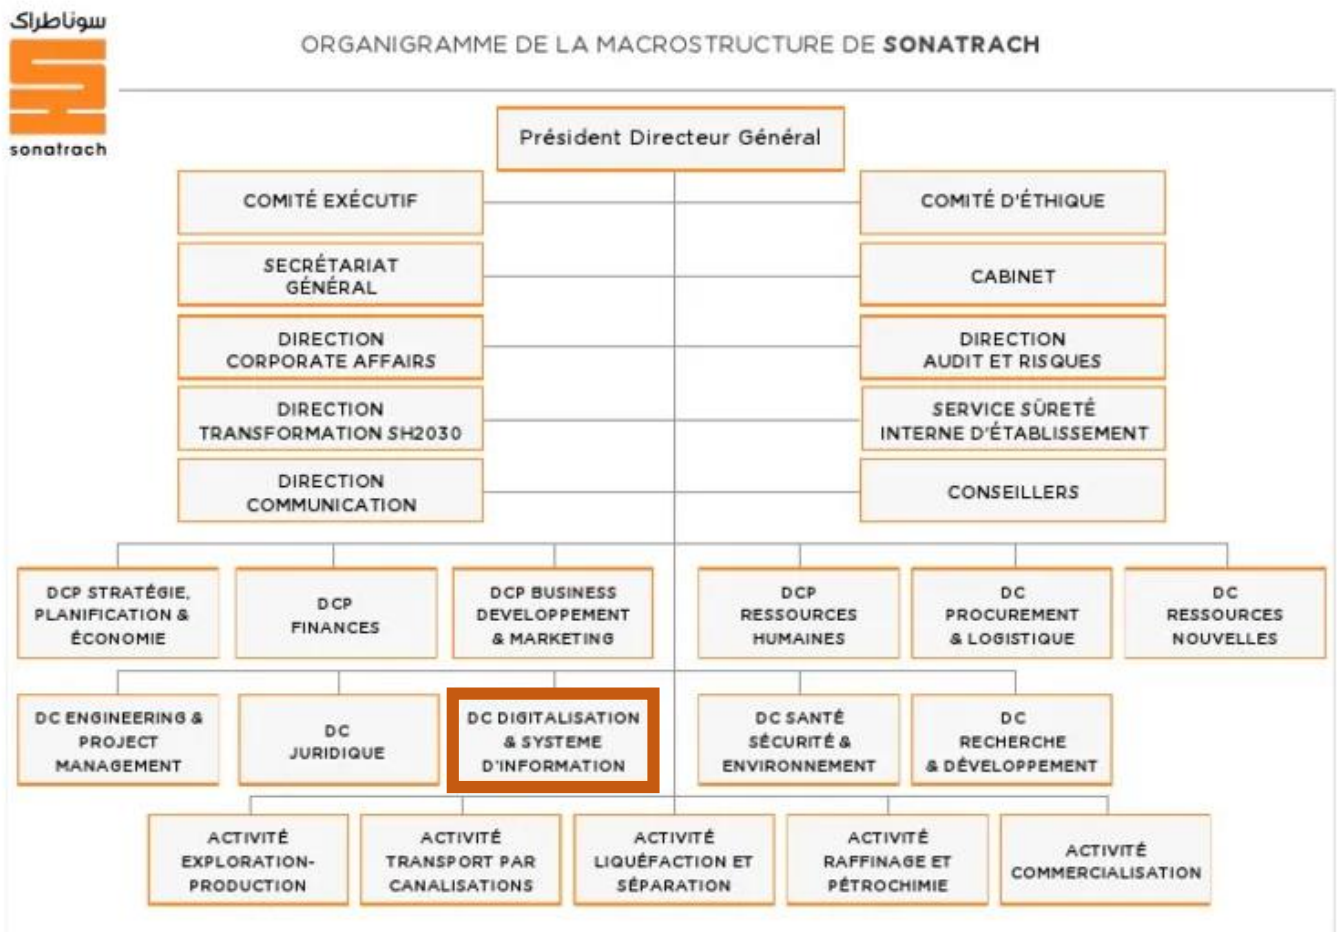 سوناطراك
sonatrach
ORGANIGRAMME DE LA MACROSTRUCTURE DE SONATRACH
Président Directeur Général
COMITÉ EXÉCUTIF
COMITÉ D'ÉTHIQUE
SECRÉTARIAT
GÉNÉRAL
CABINET
DIRECTION
CORPORATE AFFAIRS
DIRECTION
AUDIT ET RISQUES
DIRECTION
TRANSFORMATION SH2030
SERVICE SÛRETÉ
INTERNE D'ÉTABLISSEMENT
DIRECTION
COMMUNICATION
CONSEILLERS
DCP STRATÉGIE,
PLANIFICATION &
ÉCONOMIE
DCP
FINANCES
DCP BUSINESS
DEVELOPPEMENT
& MARKETING
DCP
RESSOURCES
HUMAINES
DC
PROCUREMENT
& LOGISTIQUE
DC
RESSOURCES
NOUVELLES
DC ENGINEERING &
PROJECT
MANAGEMENT
DC
JURIDIQUE
DC DIGITALISATION
& SYSTEME
D'INFORMATION
DC SANTÉ
SÉCURITÉ &
ENVIRONNEMENT
DC
RECHERCHE
& DÉVELOPPEMENT
ACTIVITÉ
EXPLORATION-
PRODUCTION
ACTIVITÉ
TRANSPORT PAR
CANALISATIONS
ACTIVITÉ
LIQUÉFACTION ET
SÉPARATION
ACTIVITÉ
RAFFINAGE ET
PÉTROCHIMIE
ACTIVITÉ
COMMERCIALISATION